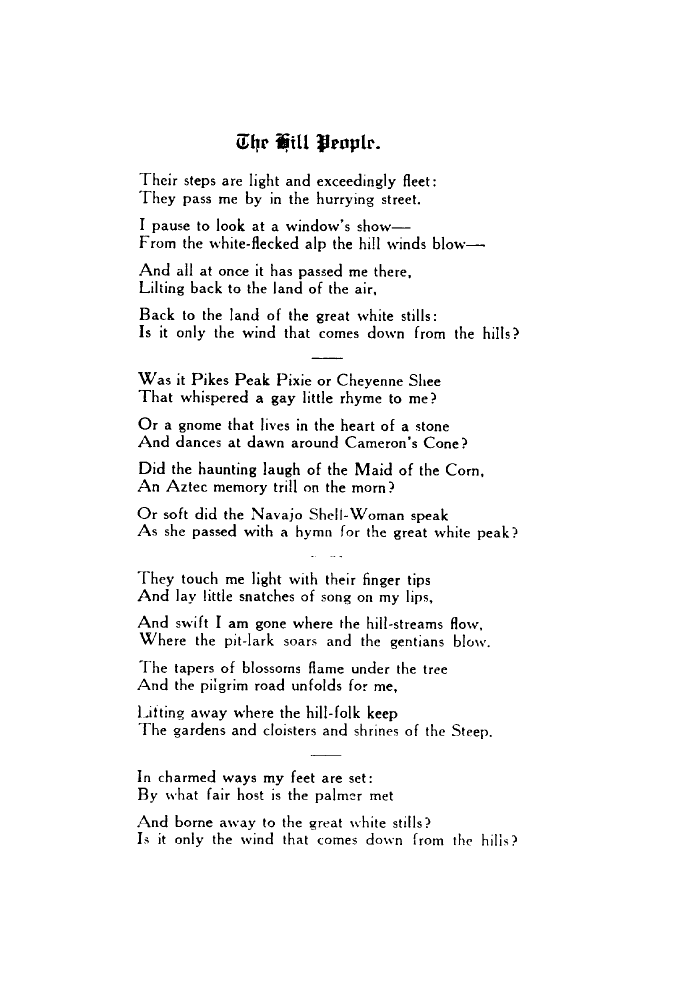 The Hill People.
Their steps are light and exceedingly fleet:
They pass me by in the hurrying street.
I pause to look at a window's show—
From the white-flecked alp the hill winds blow—
And all at once it has passed me there,
Lilting back to the land of the air,
Back to the land of the great white stills:
Is it only the wind that comes down from the hills?
Was it Pikes Peak Pixie or Cheyenne Shee
That whispered a gay little rhyme to me?
Or a gnome that lives in the heart of a stone
And dances at dawn around Cameron's Cone?
Did the haunting laugh of the Maid of the Corn,
An Aztec memory trill on the morn?
Or soft did the Navajo Shell-Woman speak
As she passed with a hymn for the great white peak?
They touch me light with their finger tips
And lay little snatches of song on my lips,
And swift I am gone where the hill-streams flow,
Where the pit-lark soars and the gentians blow.
The tapers of blossoms flame under the tree
And the pilgrim road unfolds for me,
Lifting away where the hill-folk keep
The gardens and cloisters and shrines of the Steep.
In charmed ways my feet are set:
By what fair host is the palmer met
And borne away to the great white stills?
Is it only the wind that comes down from the hills?